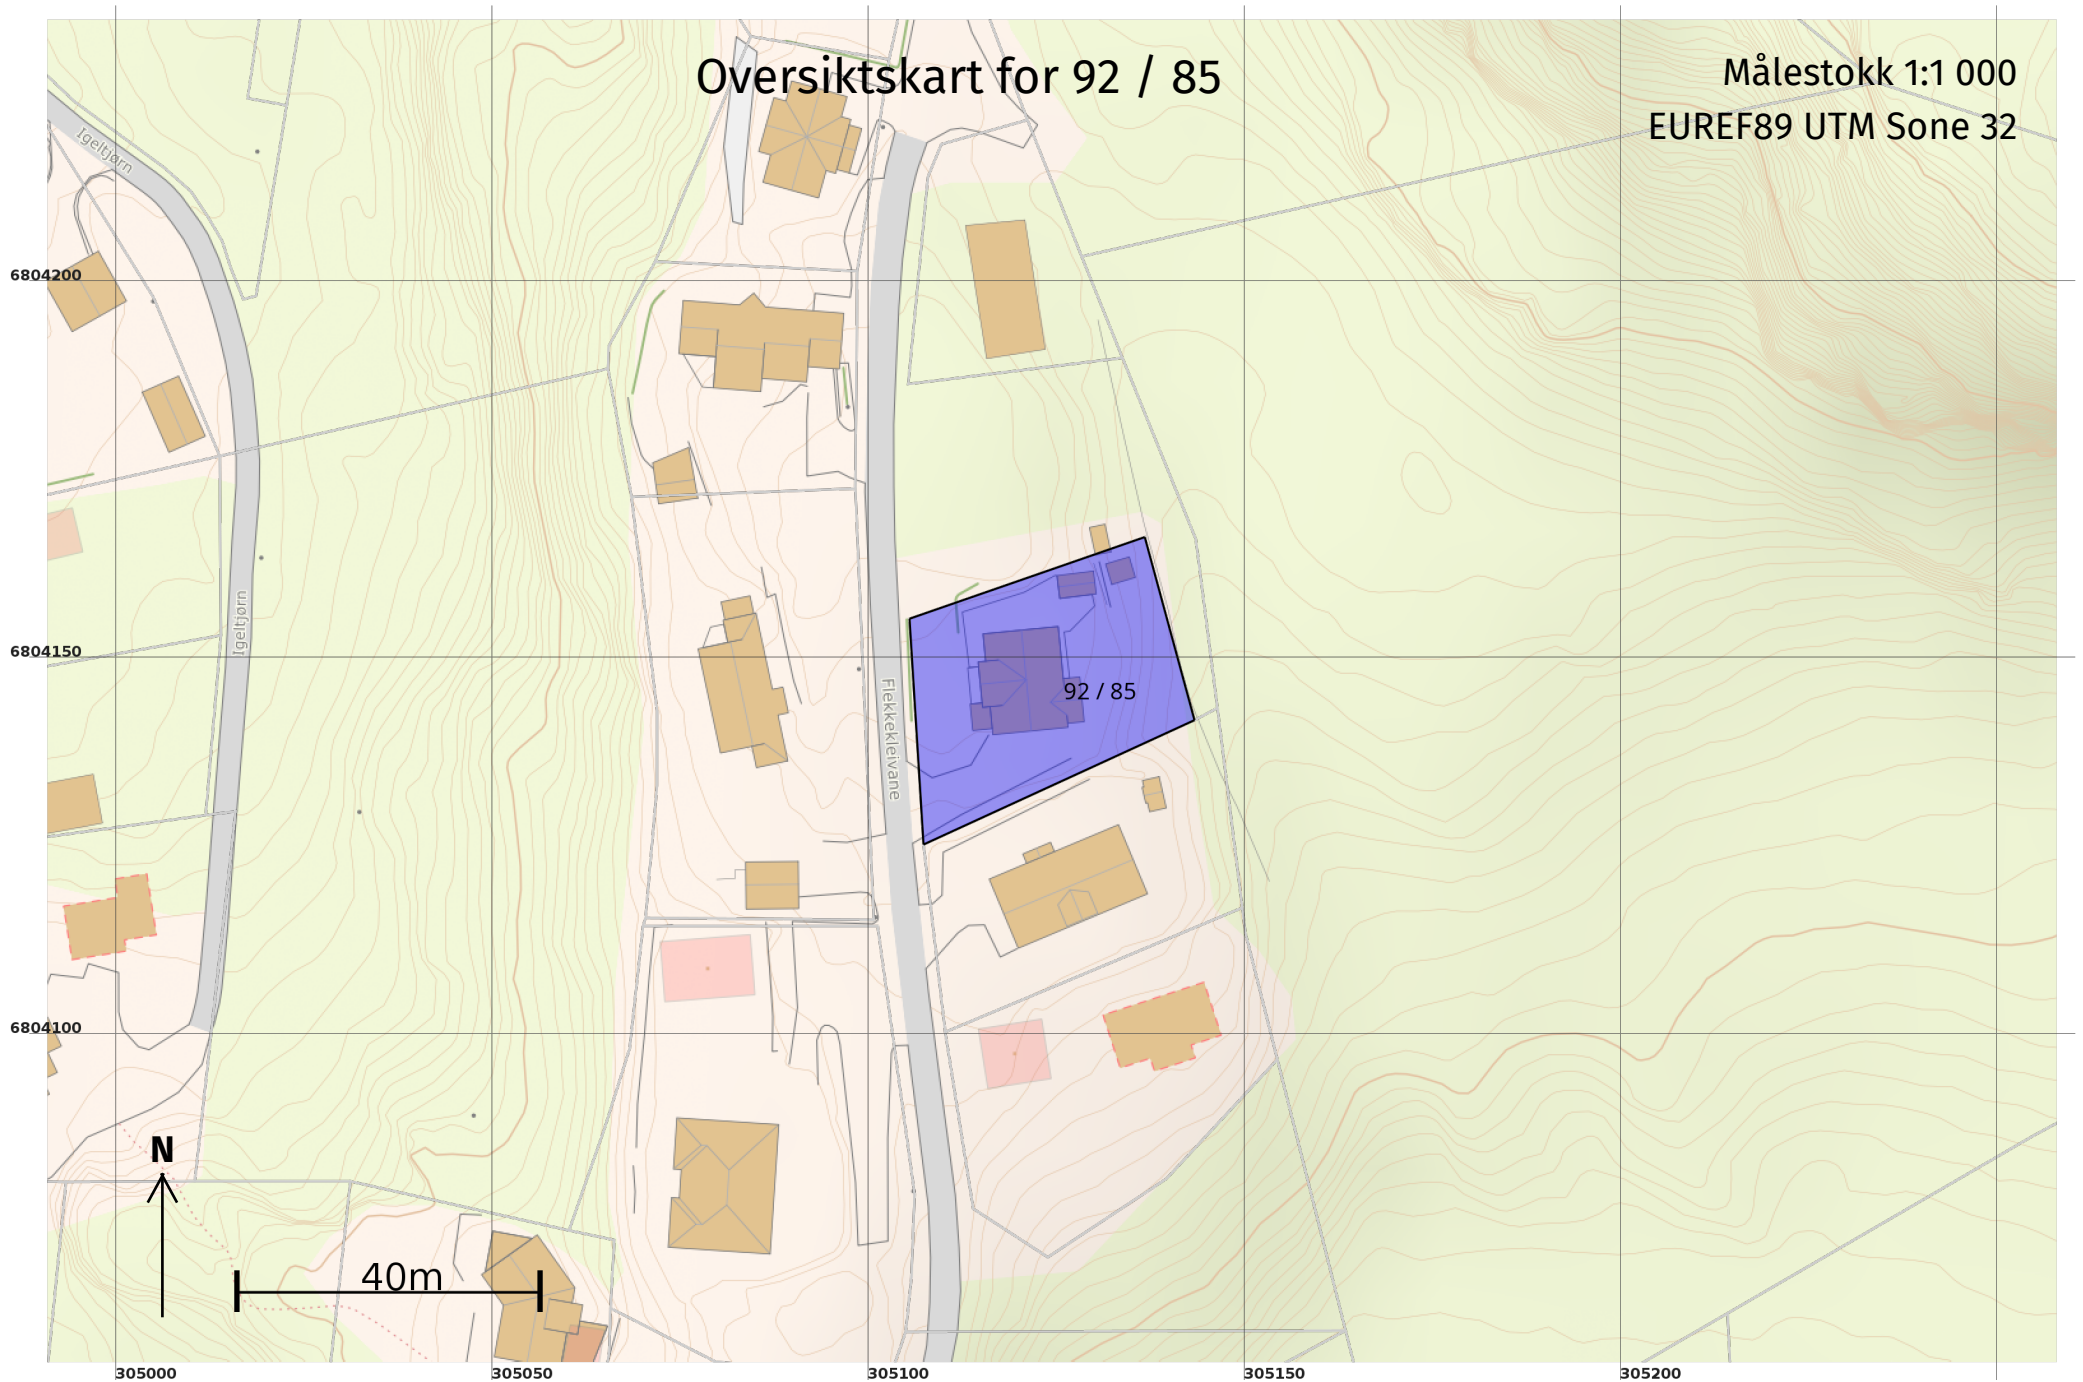 Oversiktskart for 92 / 85
Målestokk 1:1 000
EUREF89 UTM Sone 32
Igeltjørn
6804200
Igeltjørn
6804150
92 / 85
Flekkekleivane
6804100
N
40m
305000
305050
305100
305150
305200